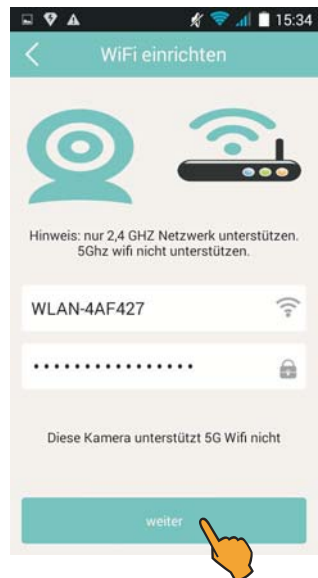 15:34
WiFi einrichten
Hinweis: nur 2,4 GHZ Netzwerk unterstützen.
5Ghz wifi nicht unterstützen.
WLAN-4AF427
••••••••••••••••
Diese Kamera unterstützt 5G Wifi nicht
weiter